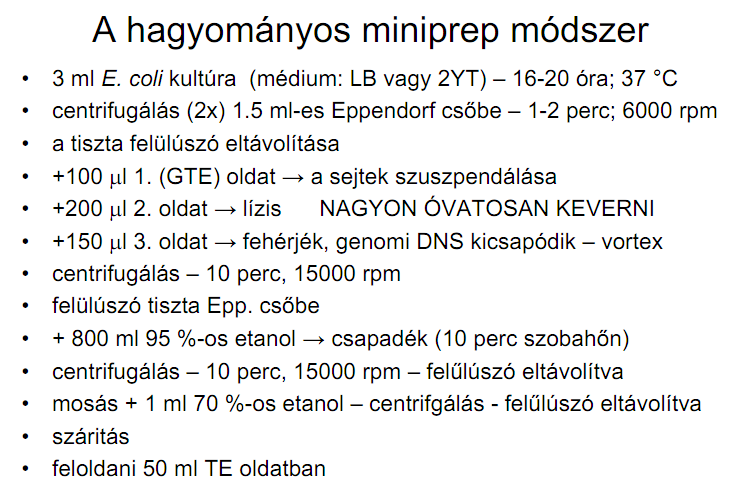 A hagyományos miniprep módszer
• 3 ml E. coli kultúra (médium: LB vagy 2YT) – 16-20 óra; 37 °C
• centrifugálás (2x) 1.5 ml-es Eppendorf csőbe – 1-2 perc; 6000 rpm
• a tiszta felülúszó eltávolítása
• +100 μl 1. (GTE) oldat → a sejtek szuszpendálása
• +200 μl 2. oldat → lízis NAGYON ÓVATOSAN KEVERNI
• +150 μl 3. oldat → fehérjék, genomi DNS kicsapódik – vortex
• centrifugálás – 10 perc, 15000 rpm
• felülúszó tiszta Epp. csőbe
• + 800 ml 95 %-os etanol → csapadék (10 perc szobahőn)
• centrifugálás – 10 perc, 15000 rpm – felűlúszó eltávolítva
• mosás + 1 ml 70 %-os etanol – centrifgálás - felűlúszó eltávolítva
• száritás
• feloldani 50 ml TE oldatban